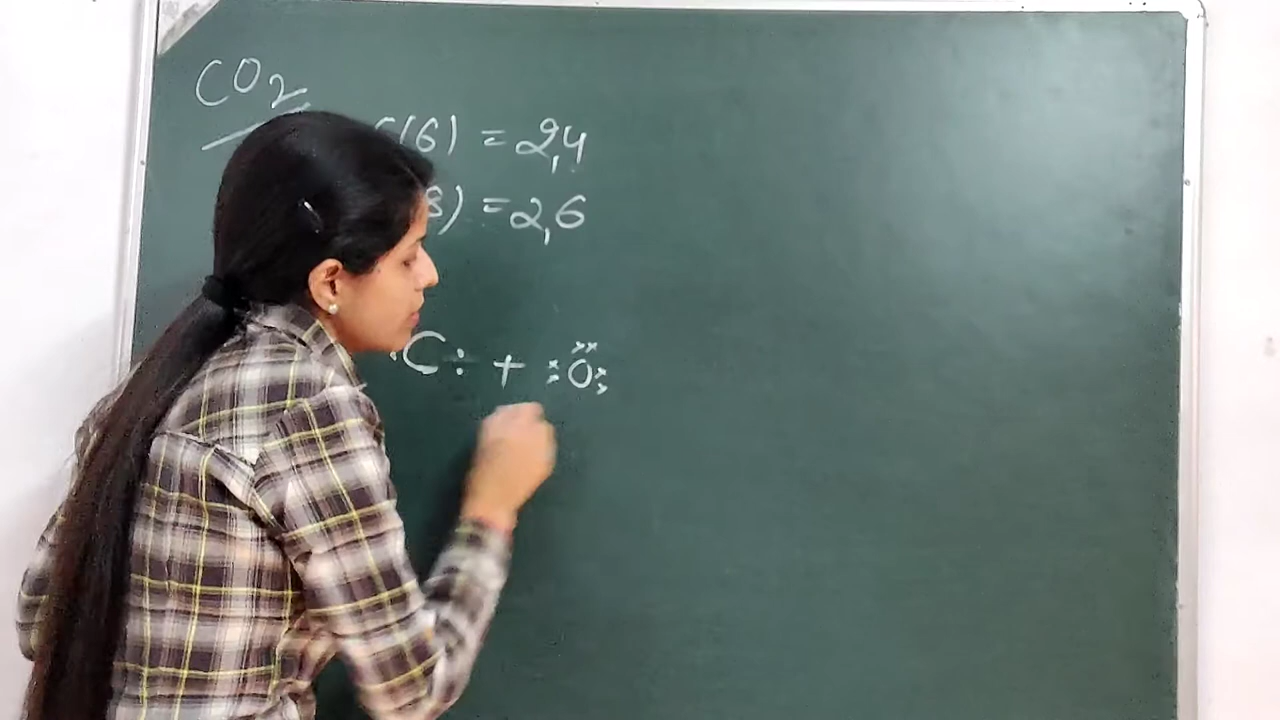 CO2
C(6) = 2,4
8) = 2,6
·C: + :O: